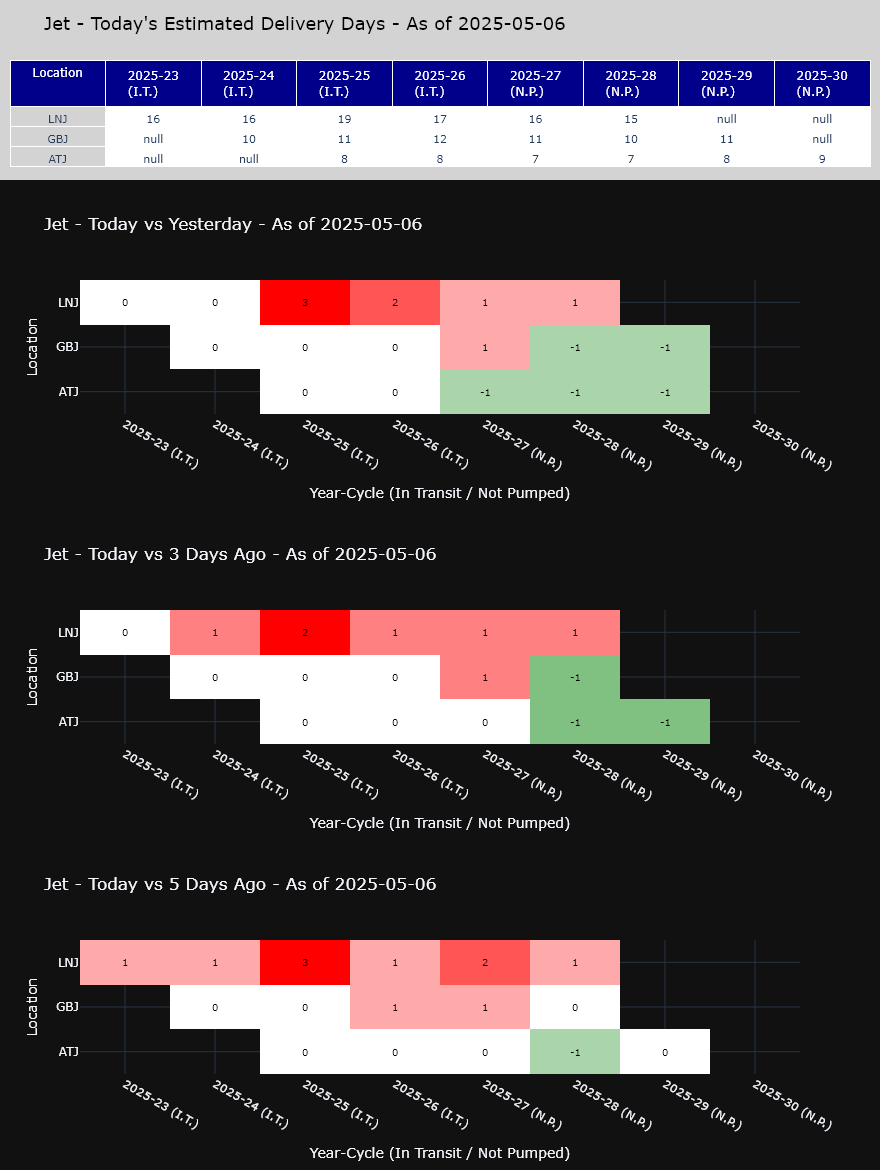 Jet - Today's Estimated Delivery Days - As of 2025-05-06
Location 2025-23 (I.T.) 2025-24 (I.T.) 2025-25 (I.T.) 2025-26 (I.T.) 2025-27 (N.P.) 2025-28 (N.P.) 2025-29 (N.P.) 2025-30 (N.P.)
LNJ 16 16 19 17 16 15 null null
GBJ null 10 11 12 11 10 11 null
ATJ null null 8 8 7 7 8 9
Jet - Today vs Yesterday - As of 2025-05-06
Location
LNJ 0 0 3 2 1 1
GBJ 0 0 0 1 -1 -1
ATJ 0 0 -1 -1 -1
2025-23 (I.T.) 2025-24 (I.T.) 2025-25 (I.T.) 2025-26 (I.T.) 2025-27 (N.P.) 2025-28 (N.P.) 2025-29 (N.P.) 2025-30 (N.P.)
Year-Cycle (In Transit / Not Pumped)
Jet - Today vs 3 Days Ago - As of 2025-05-06
Location
LNJ 0 1 2 1 1 1
GBJ 0 0 0 1 -1
ATJ 0 0 0 -1 -1
2025-23 (I.T.) 2025-24 (I.T.) 2025-25 (I.T.) 2025-26 (I.T.) 2025-27 (N.P.) 2025-28 (N.P.) 2025-29 (N.P.) 2025-30 (N.P.)
Year-Cycle (In Transit / Not Pumped)
Jet - Today vs 5 Days Ago - As of 2025-05-06
Location
LNJ 1 1 3 1 2 1
GBJ 0 0 1 1 0
ATJ 0 0 0 -1 0
2025-23 (I.T.) 2025-24 (I.T.) 2025-25 (I.T.) 2025-26 (I.T.) 2025-27 (N.P.) 2025-28 (N.P.) 2025-29 (N.P.) 2025-30 (N.P.)
Year-Cycle (In Transit / Not Pumped)